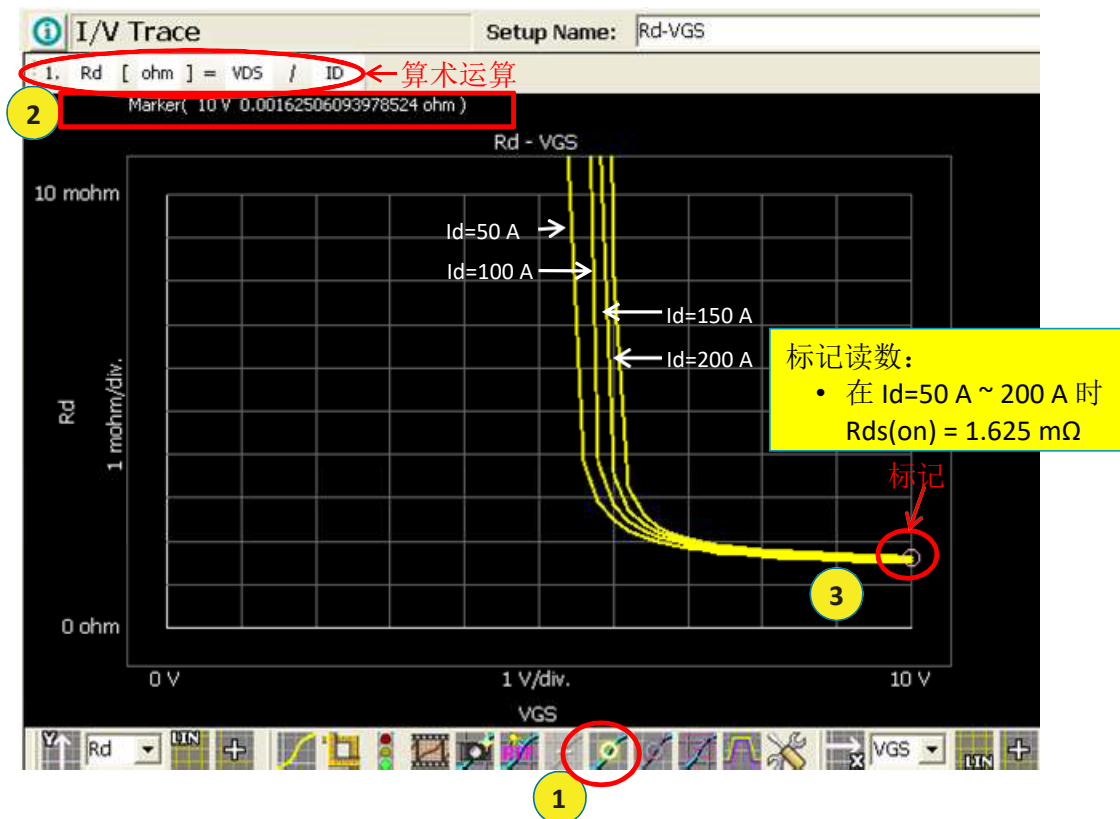 I/V Trace
Setup Name: Rd-VGS
1. Rd [ ohm ] = VDS / ID
算术运算
2
Marker( 10 V 0.00162506093978524 ohm )
Rd - VGS
10 mohm
Id=50 A
Id=100 A
Id=150 A
Id=200 A
标记读数：
• 在 Id=50 A ~ 200 A 时
Rds(on) = 1.625 mΩ
标记
Rd
1 mohm/div.
3
0 ohm
0 V
1 V/div.
10 V
VGS
Y
Rd
LIN
X
VGS
LIN
1